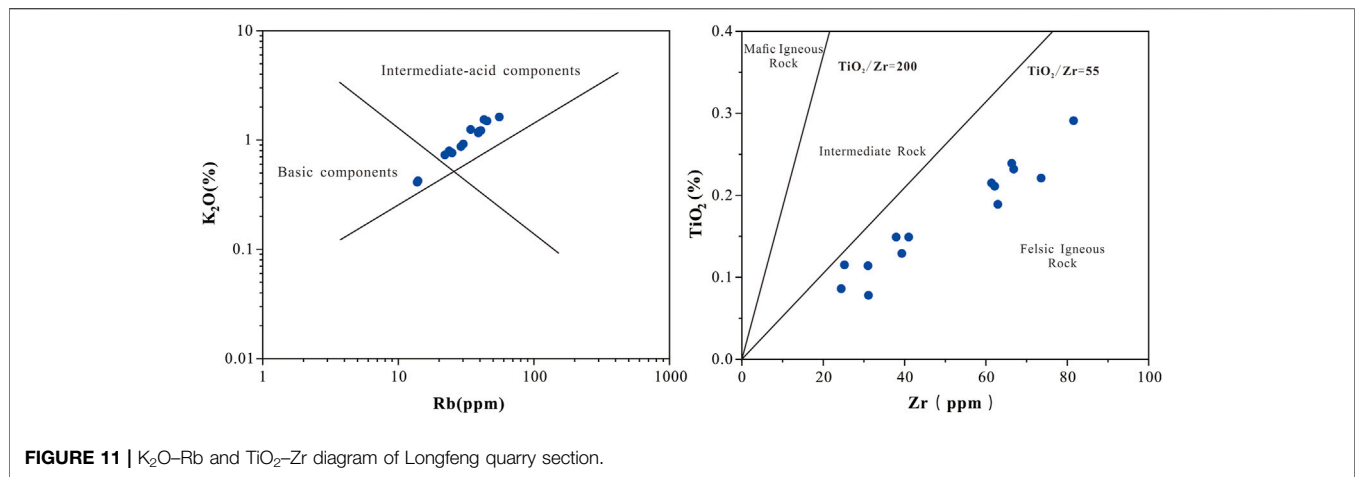 10
Intermediate-acid components
1
K₂O(%)
Basic components
0.1
0.01
1
10
100
1000
Rb(ppm)
0.4
Mafic Igneous
Rock
TiO₂/Zr=200
TiO₂/Zr=55
0.3
Intermediate Rock
TiO₂(%)
0.2
Felsic Igneous
Rock
0.1
0.0
0
20
40
60
80
100
Zr ( ppm )
FIGURE 11 | K₂O–Rb and TiO₂–Zr diagram of Longfeng quarry section.